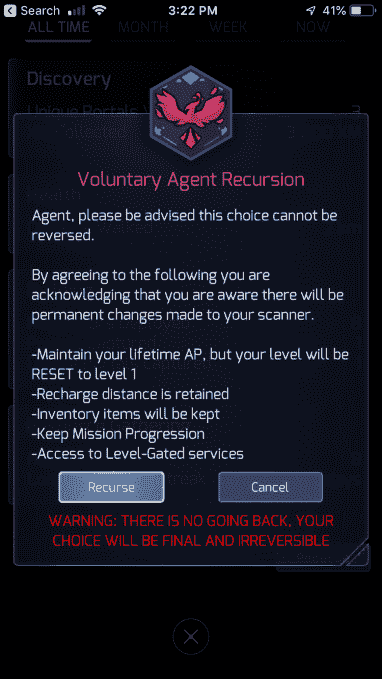 Search 3:22 PM 41%
ALL TIME MONTH WEEK NOW
Discovery
Unique Portals 3
Voluntary Agent Recursion
Agent, please be advised this choice cannot be
reversed.
By agreeing to the following you are
acknowledging that you are aware there will be
permanent changes made to your scanner.
-Maintain your lifetime AP, but your level will be
RESET to level 1
-Recharge distance is retained
-Inventory items will be kept
-Keep Mission Progression
-Access to Level-Gated services
Recurse Cancel
WARNING: THERE IS NO GOING BACK, YOUR
CHOICE WILL BE FINAL AND IRREVERSIBLE